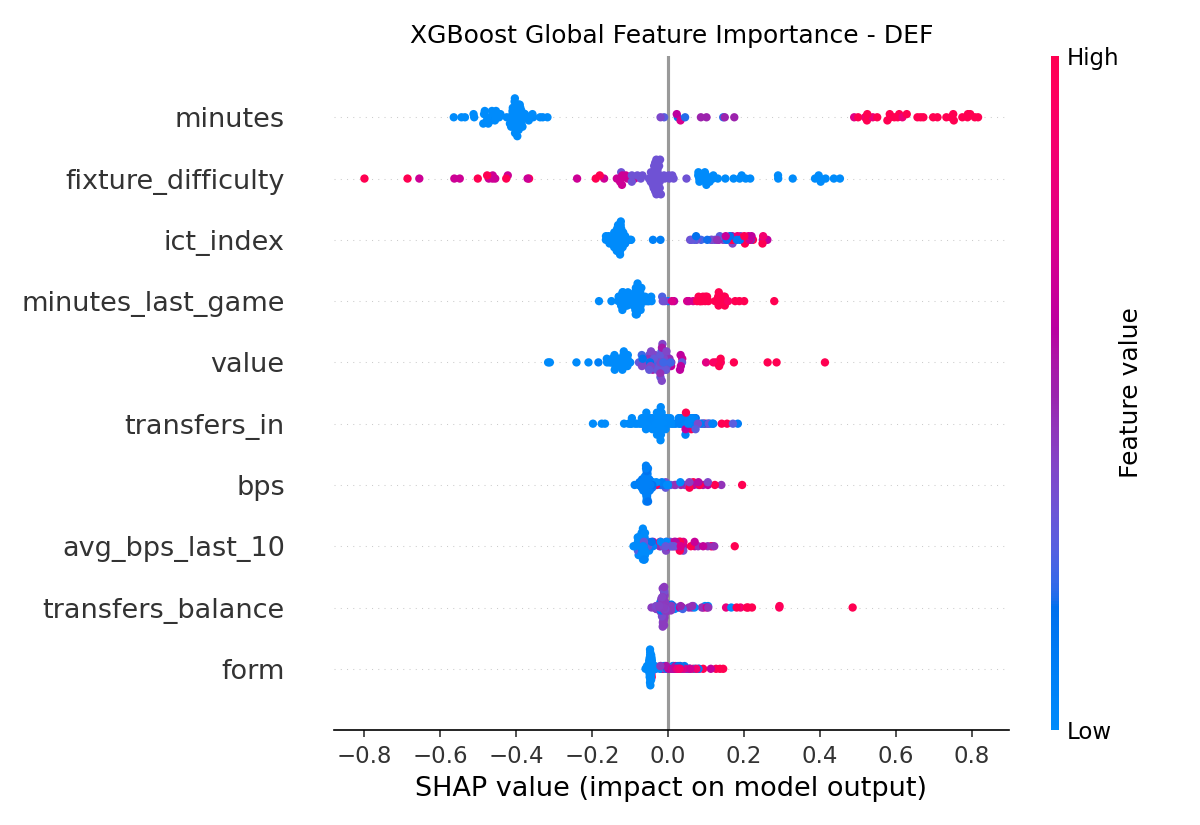 XGBoost Global Feature Importance - DEF
High
minutes
fixture_difficulty
ict_index
minutes_last_game
value
transfers_in
bps
avg_bps_last_10
transfers_balance
form
Feature value
Low
−0.8 −0.6 −0.4 −0.2 0.0 0.2 0.4 0.6 0.8
SHAP value (impact on model output)